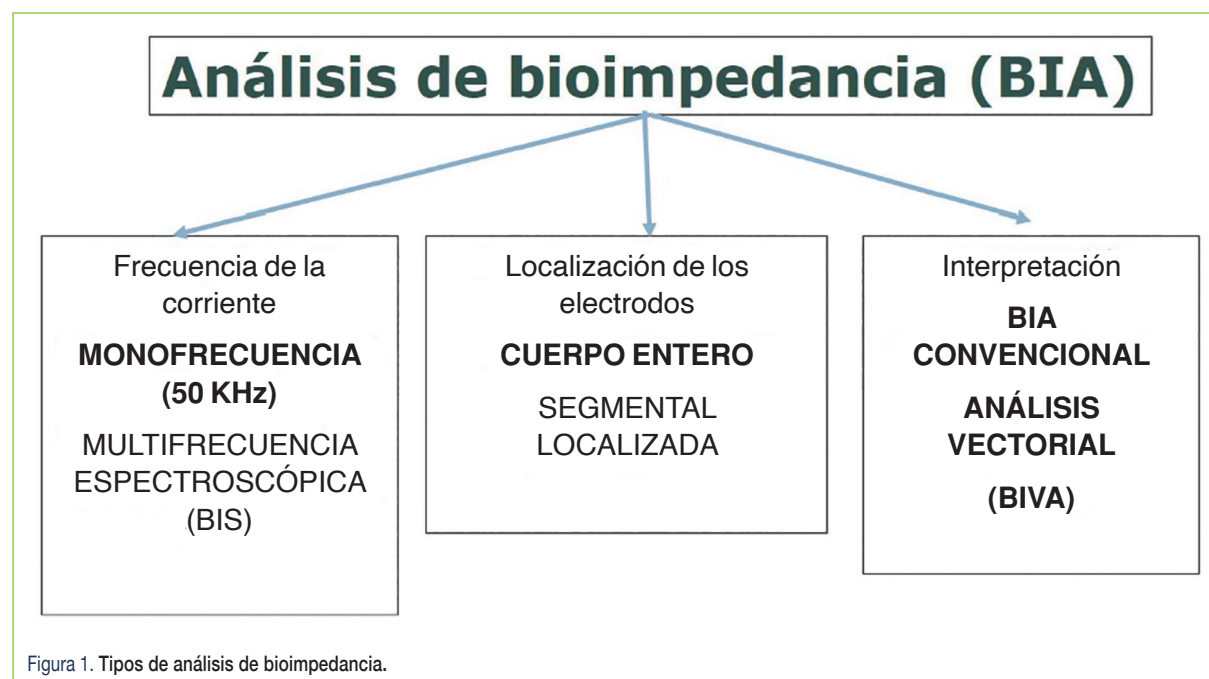 Análisis de bioimpedancia (BIA)
Frecuencia de la
corriente
MONOFRECUENCIA
(50 KHz)
MULTIFRECUENCIA
ESPECTROSCÓPICA
(BIS)
Localización de los
electrodos
CUERPO ENTERO
SEGMENTAL
LOCALIZADA
Interpretación
BIA
CONVENCIONAL
ANÁLISIS
VECTORIAL
(BIVA)
Figura 1. Tipos de análisis de bioimpedancia.